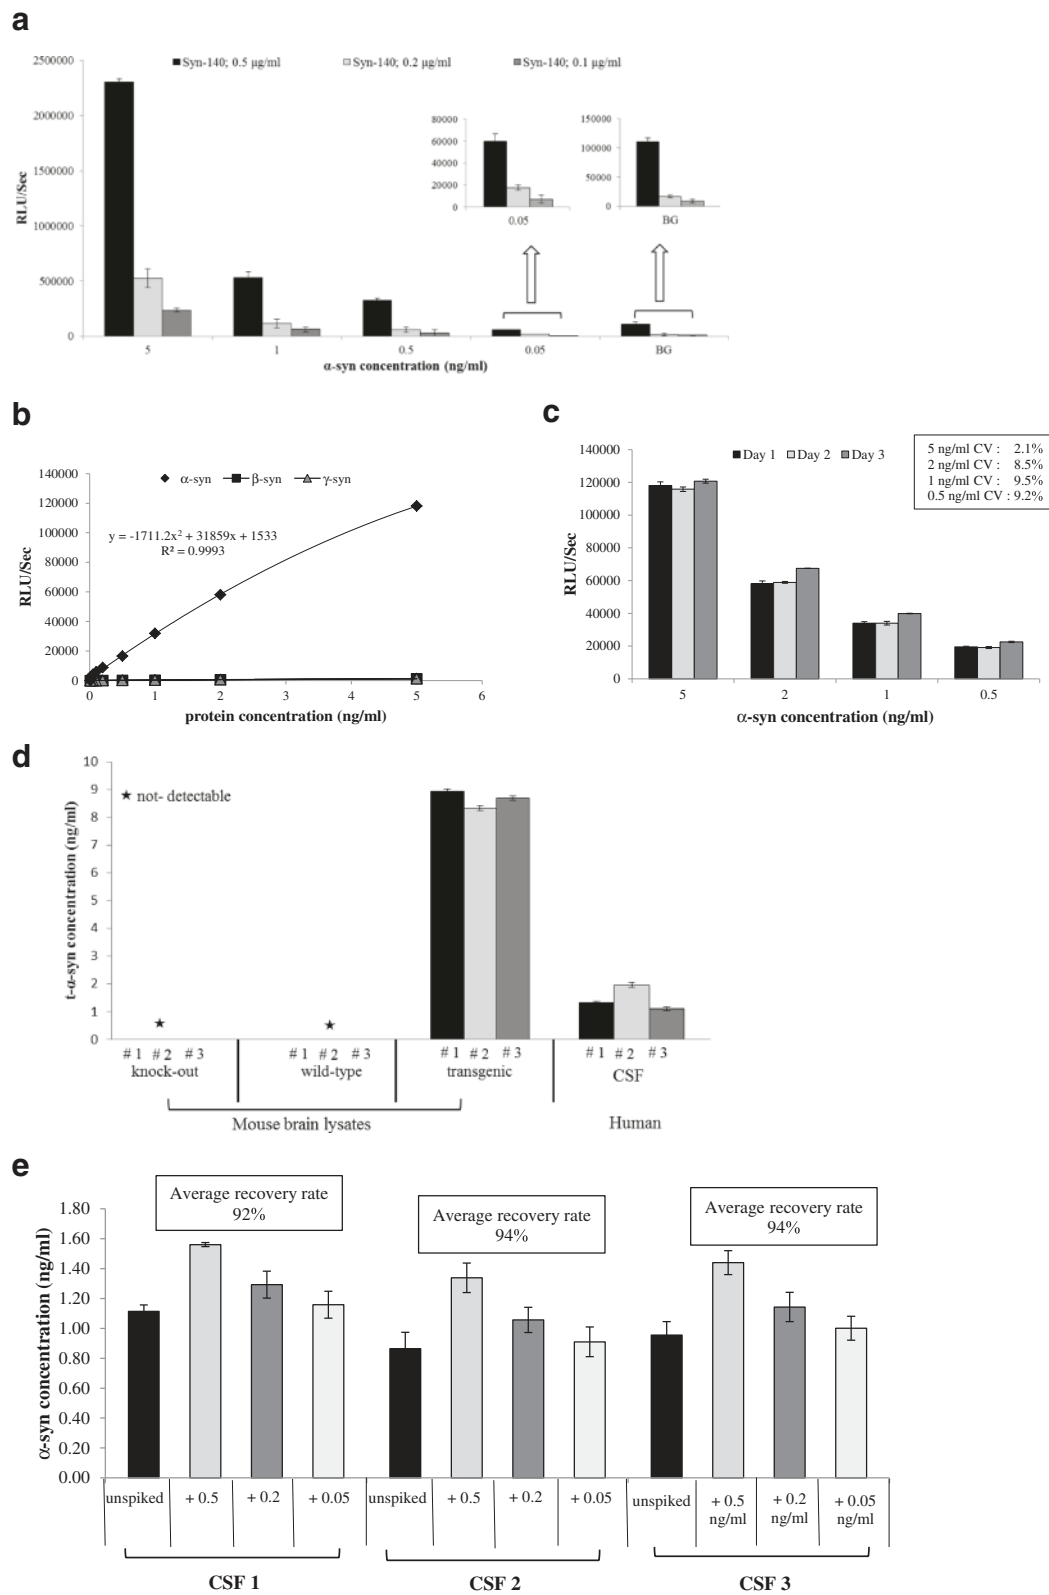 a
Syn-140; 0.5 µg/ml
Syn-140; 0.2 µg/ml
Syn-140; 0.1 µg/ml
RLU/Sec
2500000
2000000
1500000
1000000
500000
0
80000
60000
40000
20000
0
0.05
150000
100000
50000
0
BG
5 1 0.5 0.05 BG
α-syn concentration (ng/ml)
b
RLU/Sec
140000
120000
100000
80000
60000
40000
20000
0
α-syn β-syn γ-syn
y = -1711.2x² + 31859x + 1533
R² = 0.9993
0 1 2 3 4 5 6
protein concentration (ng/ml)
c
RLU/Sec
140000
120000
100000
80000
60000
40000
20000
0
Day 1 Day 2 Day 3
5 ng/ml CV : 2.1%
2 ng/ml CV : 8.5%
1 ng/ml CV : 9.5%
0.5 ng/ml CV : 9.2%
5 2 1 0.5
α-syn concentration (ng/ml)
d
t-α-syn concentration (ng/ml)
10
9
8
7
6
5
4
3
2
1
0
★ not- detectable
★ ★
# 1 # 2 # 3 # 1 # 2 # 3 # 1 # 2 # 3 # 1 # 2 # 3
knock-out wild-type transgenic CSF
Mouse brain lysates Human
e
α-syn concentration (ng/ml)
1.80
1.60
1.40
1.20
1.00
0.80
0.60
0.40
0.20
0.00
Average recovery rate
92%
Average recovery rate
94%
Average recovery rate
94%
unspiked + 0.5 + 0.2 + 0.05 unspiked + 0.5 + 0.2 + 0.05 unspiked + 0.5 + 0.2 + 0.05
ng/ml ng/ml ng/ml
CSF 1 CSF 2 CSF 3